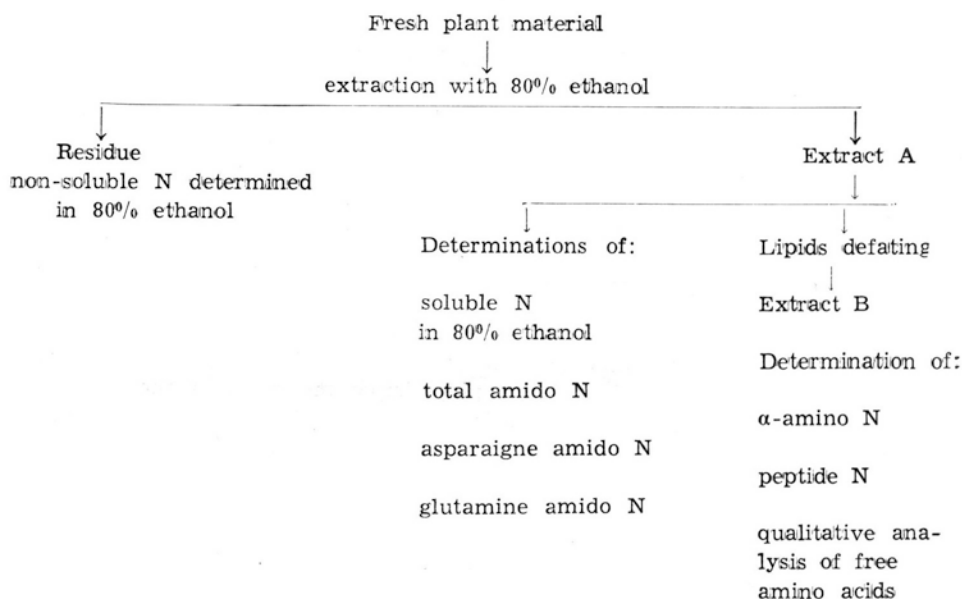 Fresh plant material
extraction with 80% ethanol
Residue
non-soluble N determined
in 80% ethanol
Extract A
Determinations of:
soluble N
in 80% ethanol
total amido N
asparaigne amido N
glutamine amido N
Lipids defating
Extract B
Determination of:
α-amino N
peptide N
qualitative ana-
lysis of free
amino acids